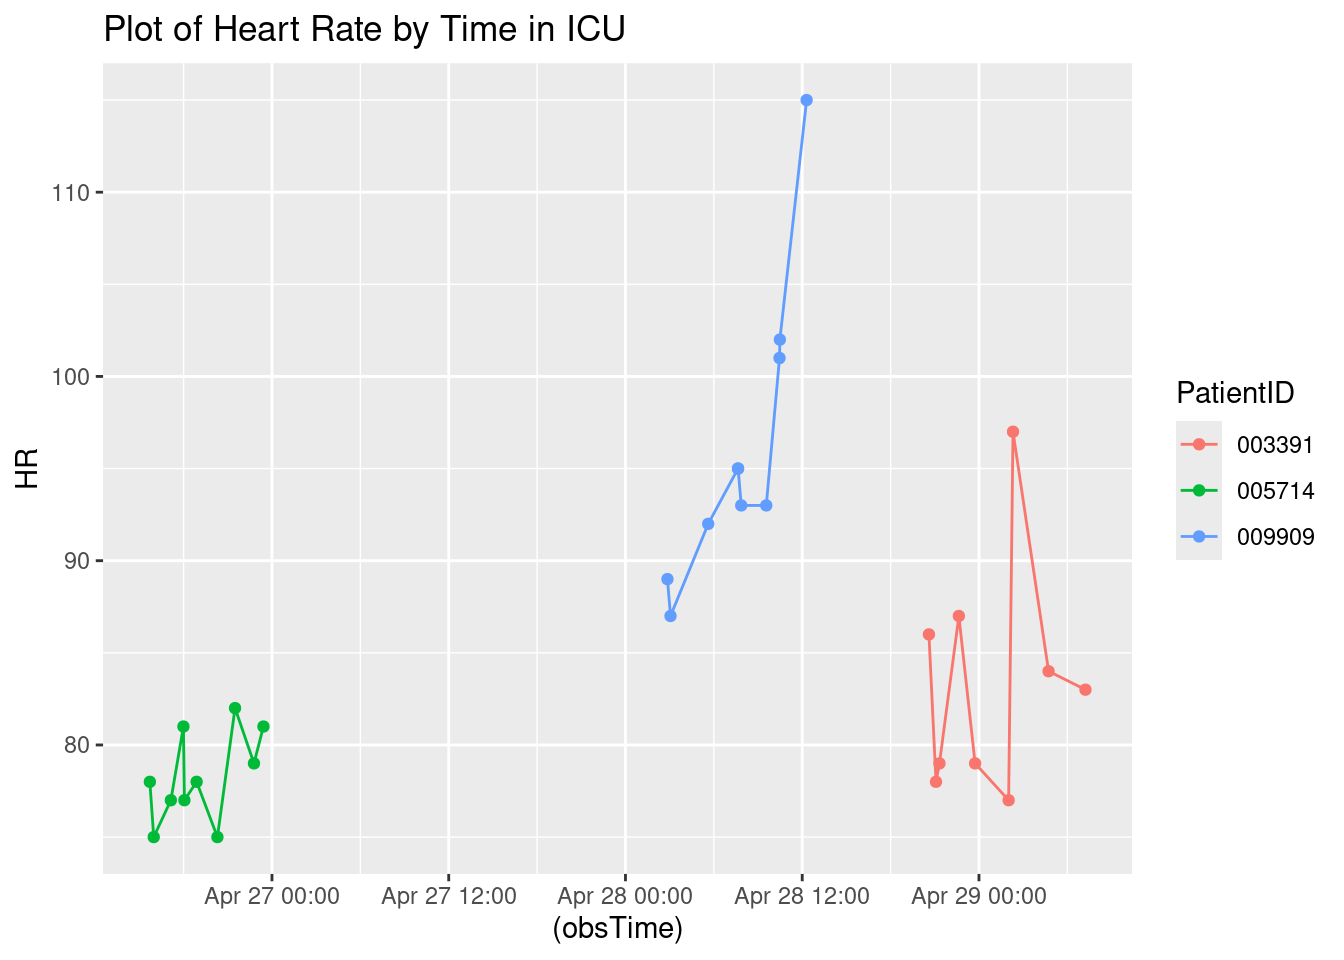 Plot of Heart Rate by Time in ICU
110
100
90
80
HR
Apr 27 00:00 Apr 27 12:00 Apr 28 00:00 Apr 28 12:00 Apr 29 00:00
(obsTime)
PatientID
003391
005714
009909